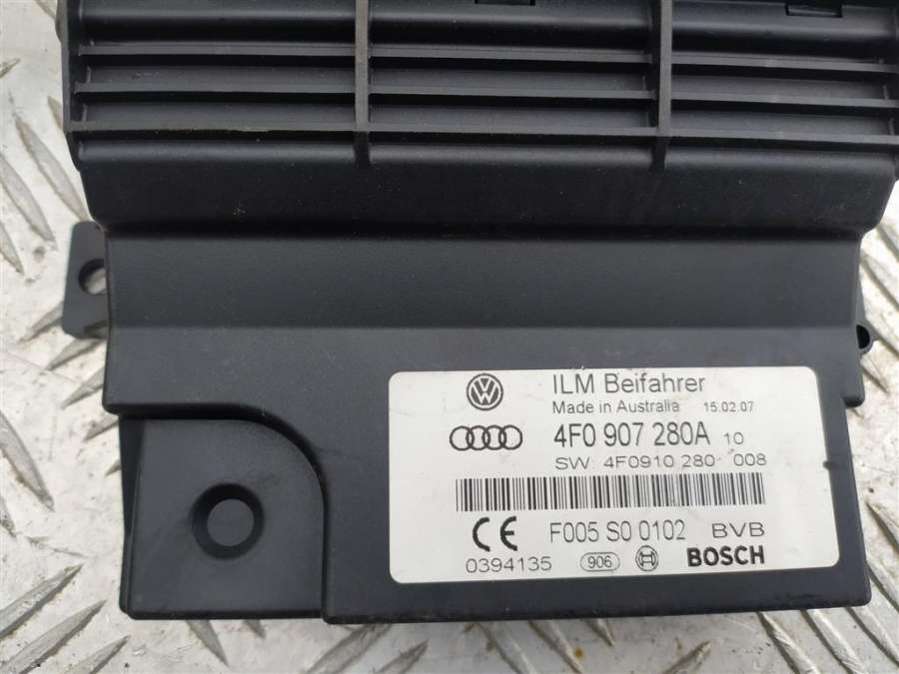 ILM Beifahrer
Made in Australia 15.02.07
4F0 907 280A 10
SW: 4F0910 280 008
CE F005 S0 0102 BVB
0394135 906 BOSCH